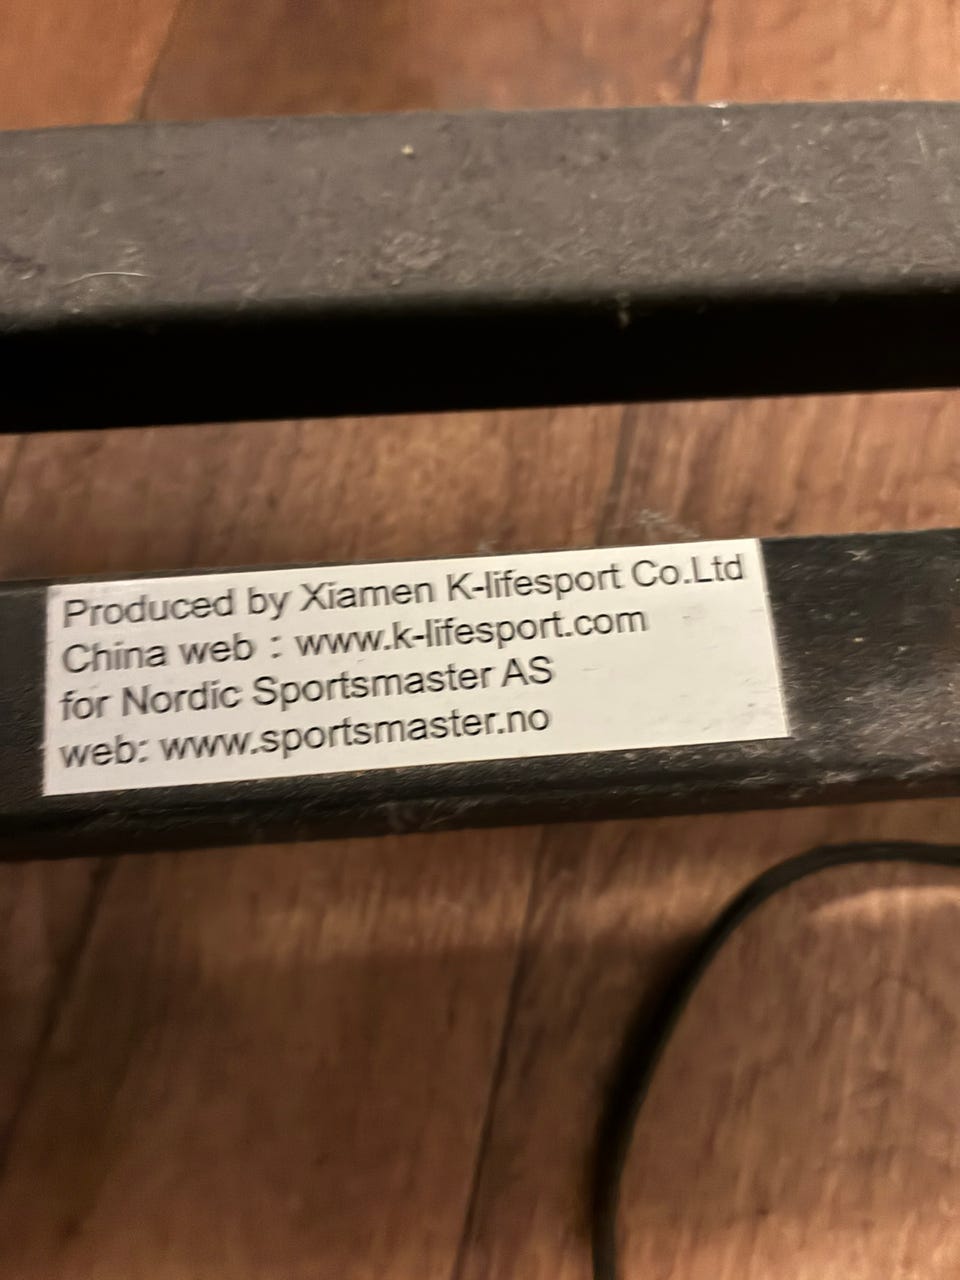 Produced by Xiamen K-lifesport Co.Ltd
China web : www.k-lifesport.com
for Nordic Sportsmaster AS
web: www.sportsmaster.no